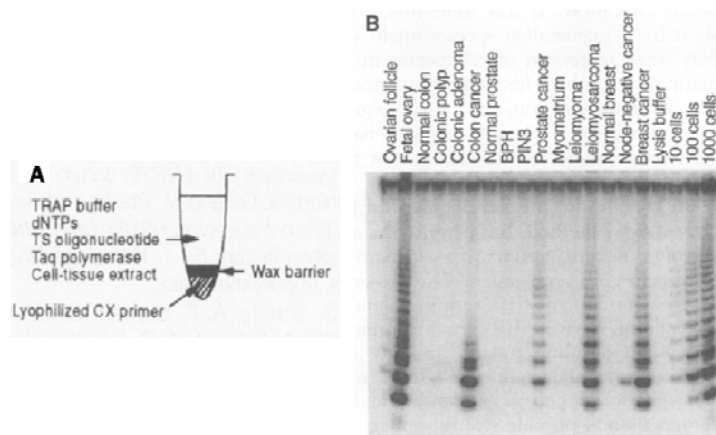 A
TRAP buffer
dNTPs
TS oligonucleotide
Taq polymerase
Cell-tissue extract
Wax barrier
Lyophilized CX primer
B
Ovarian follicle
Fetal ovary
Normal colon
Colonic polyp
Colonic adenoma
Colon cancer
Normal prostate
BPH
PIN3
Prostate cancer
Myometrium
Leiomyoma
Leiomyosarcoma
Normal breast
Node-negative cancer
Breast cancer
Lysis buffer
10 cells
100 cells
1000 cells